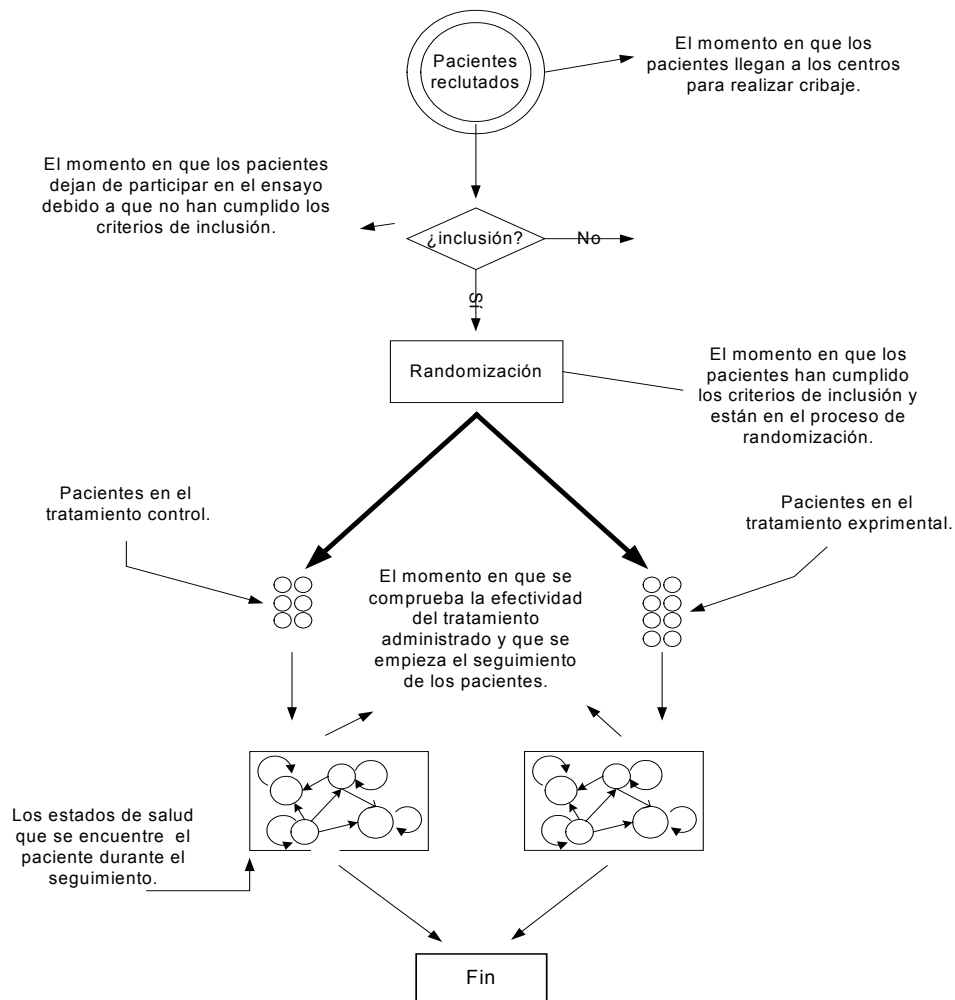 Pacientes
reclutados
El momento en que los
pacientes llegan a los centros
para realizar cribaje.
El momento en que los pacientes
dejan de participar en el ensayo
debido a que no han cumplido los
criterios de inclusión.
¿inclusión?
No
Sí
Randomización
El momento en que los
pacientes han cumplido
los criterios de inclusión y
están en el proceso de
randomización.
Pacientes en el
tratamiento control.
Pacientes en el
tratamiento exprimental.
El momento en que se
comprueba la efectividad
del tratamiento
administrado y que se
empieza el seguimiento
de los pacientes.
Los estados de salud
que se encuentre el
paciente durante el
seguimiento.
Fin